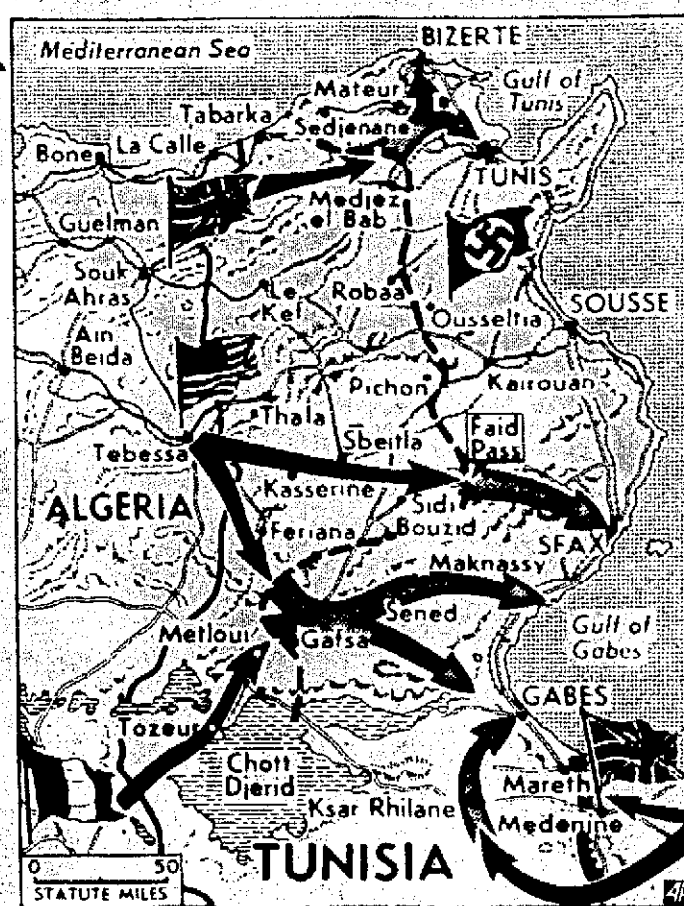 BIZERTE
Mediterranean Sea
Gulf of
Tunis
Mateur
Tabarka
Sedjenane
La Calle
Bone
TUNIS
Medjez
el Bab
Guelman
Souk
Ahras
Le
Kef
Robaa
SOUSSE
Ousseltia
Ain
Beida
Pichon
Kairouan
Thala
Sbeitla
Faid
Pass
Tebessa
Kasserine
ALGERIA
Sidi
Bouzid
Feriana
SFAX
Maknassy
Sened
Metloui
Gafsa
Gulf of
Gabes
GABES
Tozeur
Chott
Djerid
Mareth
Ksar Rhilane
Medenine
0 50
STATUTE MILES
TUNISIA
AP